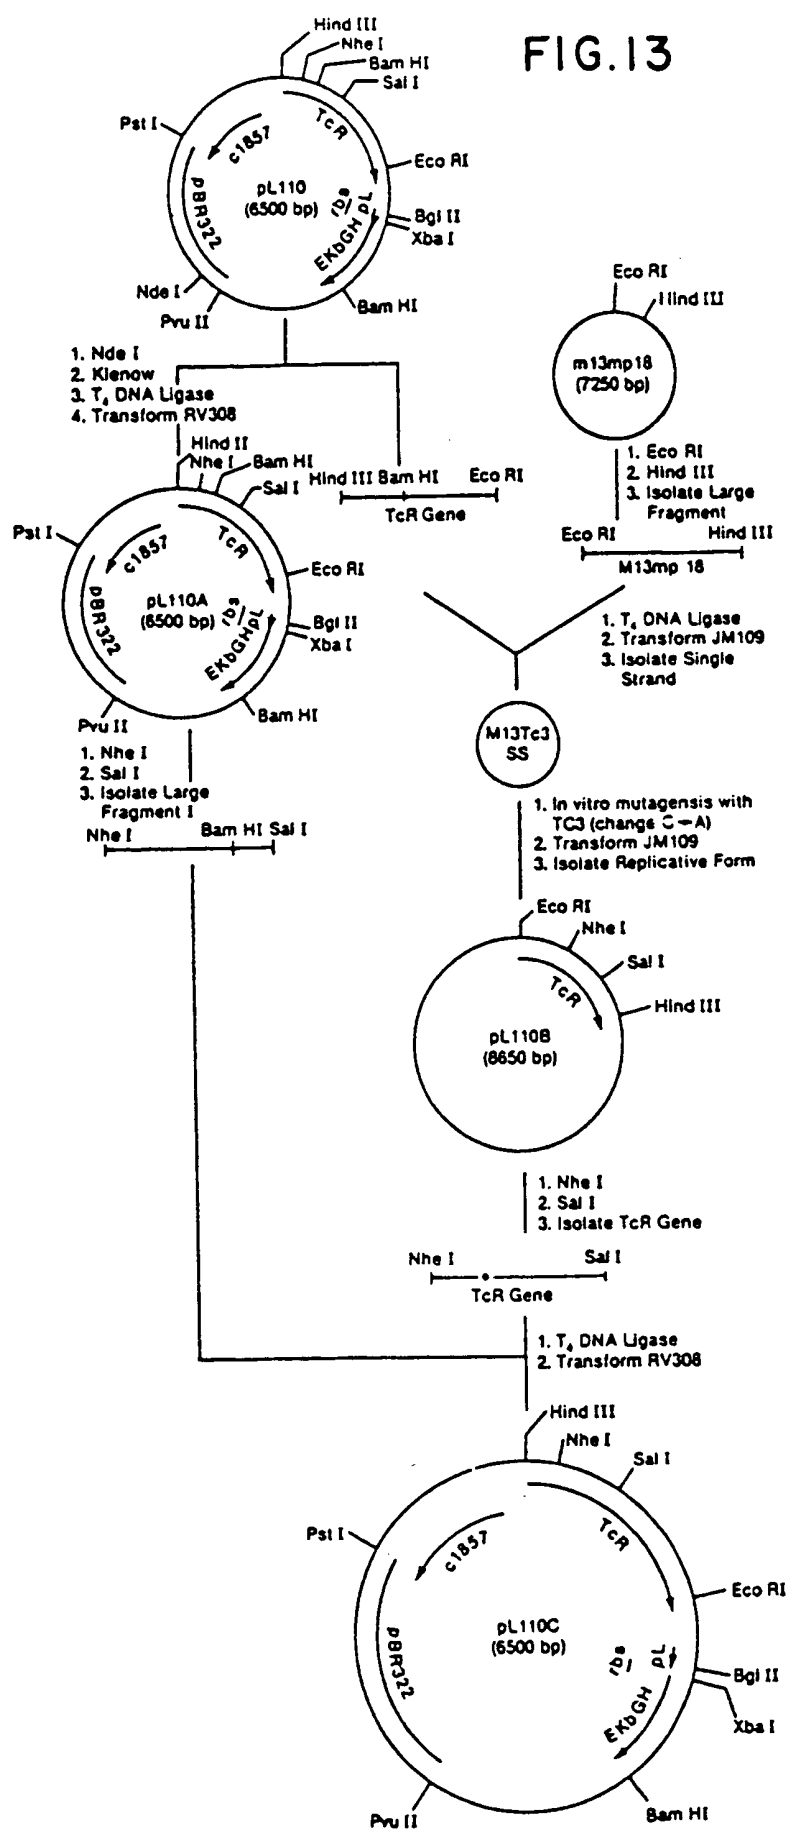 FIG.13
Hind III
Nhe I
Bam HI
Sal I
Pst I
TcR
c1857
Eco RI
pL110
(6500 bp)
rbs
pL
pBR322
EKbGH
Bgl II
Xba I
Nde I
Pvu II
Bam HI
Eco RI
Hind III
m13mp18
(7250 bp)
1. Nde I
2. Klenow
3. T4 DNA Ligase
4. Transform RV308
1. Eco RI
2. Hind III
3. Isolate Large
Fragment
Hind III Bam HI Eco RI
TcR Gene
Eco RI Hind III
M13mp 18
Hind II
Nhe I
Bam HI
Sal I
Pst I
TcR
c1857
Eco RI
pL110A
(6500 bp)
rbs
pBR322
EKbGH
pL
Bgl II
Xba I
Pvu II
Bam HI
1. T4 DNA Ligase
2. Transform JM109
3. Isolate Single
Strand
M13Tc3
SS
1. Nhe I
2. Sal I
3. Isolate Large
Fragment I
Nhe I Bam HI Sal I
1. In vitro mutagensis with
TC3 (change C→A)
2. Transform JM109
3. Isolate Replicative Form
Eco RI
Nhe I
Sal I
TcR
Hind III
pL110B
(8650 bp)
1. Nhe I
2. Sal I
3. Isolate TcR Gene
Nhe I Sal I
TcR Gene
1. T4 DNA Ligase
2. Transform RV308
Hind III
Nhe I
Sal I
Pst I
TcR
c1857
Eco RI
pL110C
(6500 bp)
rbs
pL
pBR322
EKbGH
Bgl II
Xba I
Pvu II
Bam HI